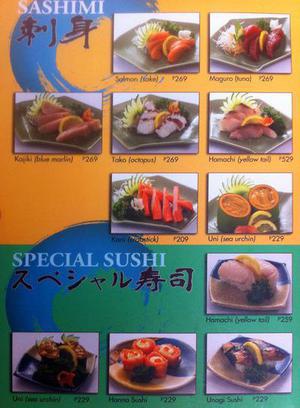 SASHIMI
刺身
Salmon (sake) ₱269
Maguro (tuna) ₱269
Kajiki (blue marlin) ₱269
Tako (octopus) ₱269
Hamachi (yellow tail) ₱529
Kani (crabstick) ₱209
Uni (sea urchin) ₱229
SPECIAL SUSHI
スペシャル寿司
Hamachi (yellow tail) ₱259
Uni (sea urchin) ₱229
Hanna Sushi ₱229
Unagi Sushi ₱229